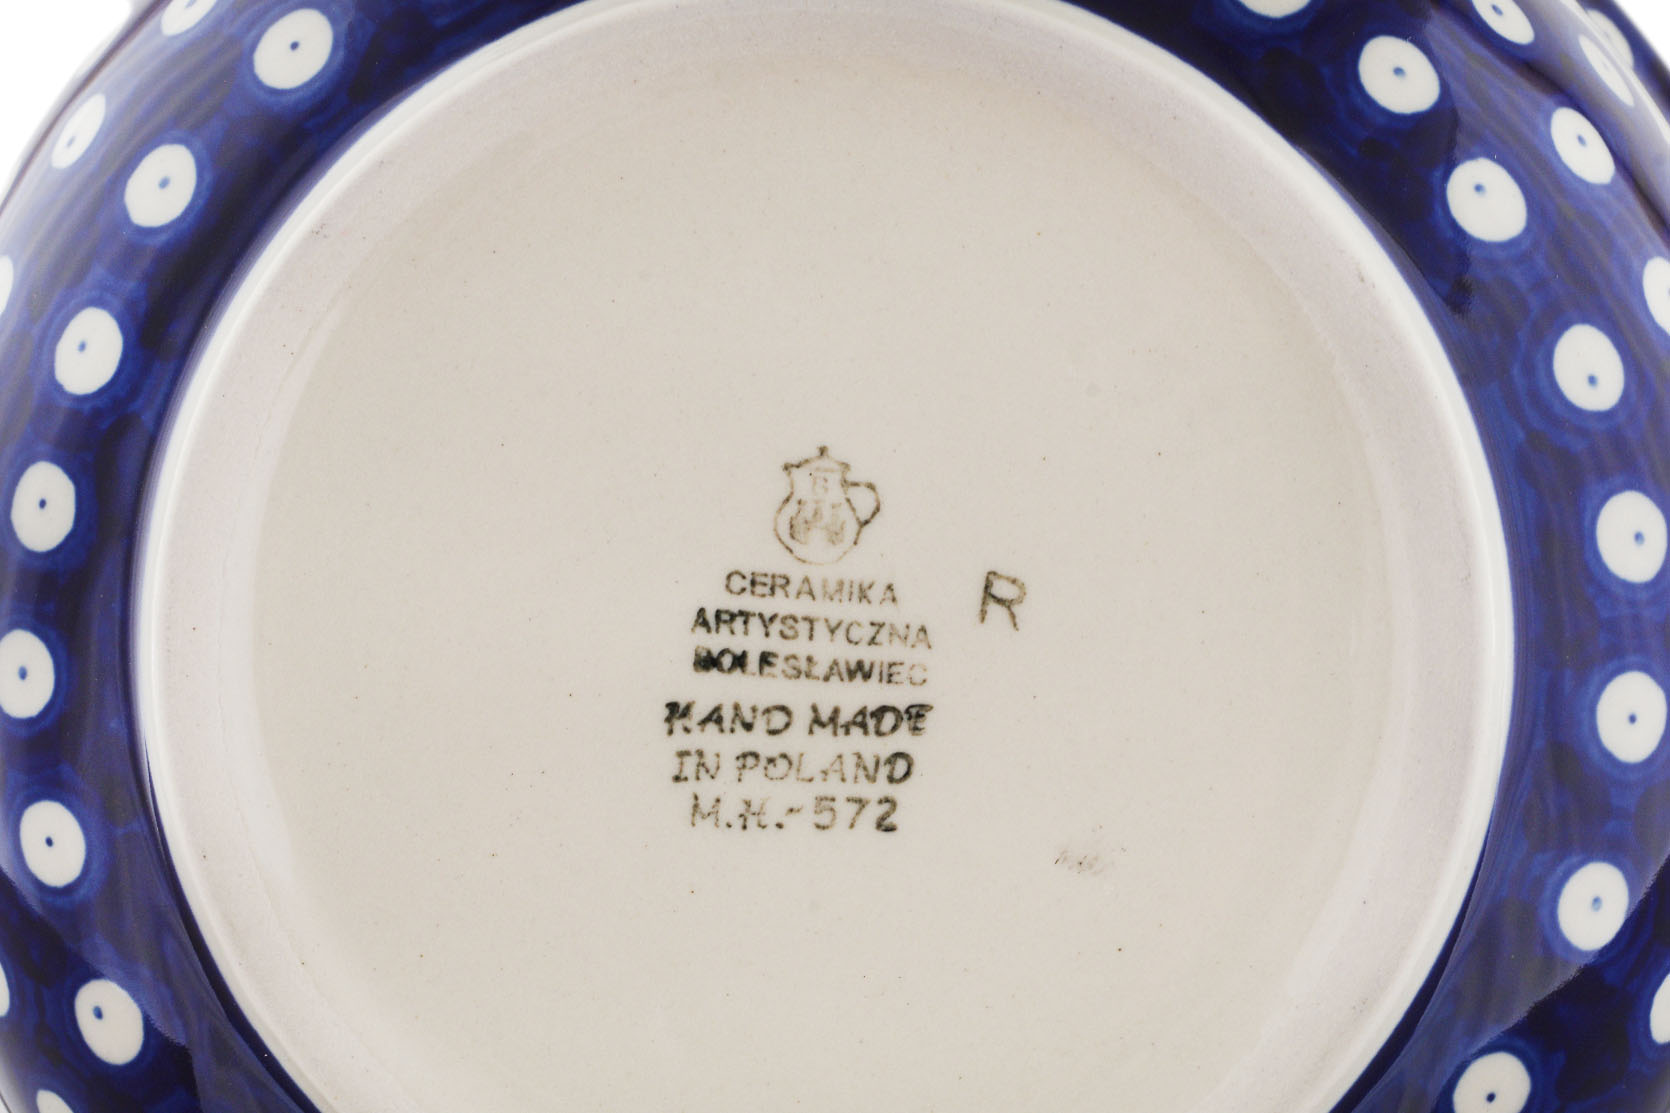 B
CERAMIKA
ARTYSTYCZNA
BOLESŁAWIEC
R
HAND MADE
IN POLAND
M.H.-572